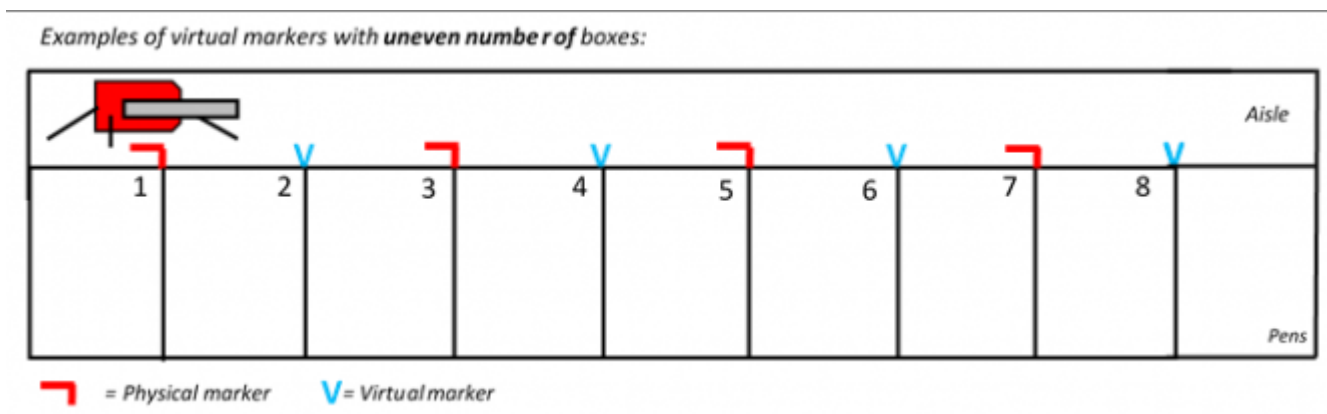 Examples of virtual markers with uneven number of boxes:
Aisle
V V V V
1 2 3 4 5 6 7 8
Pens
= Physical marker V = Virtual marker